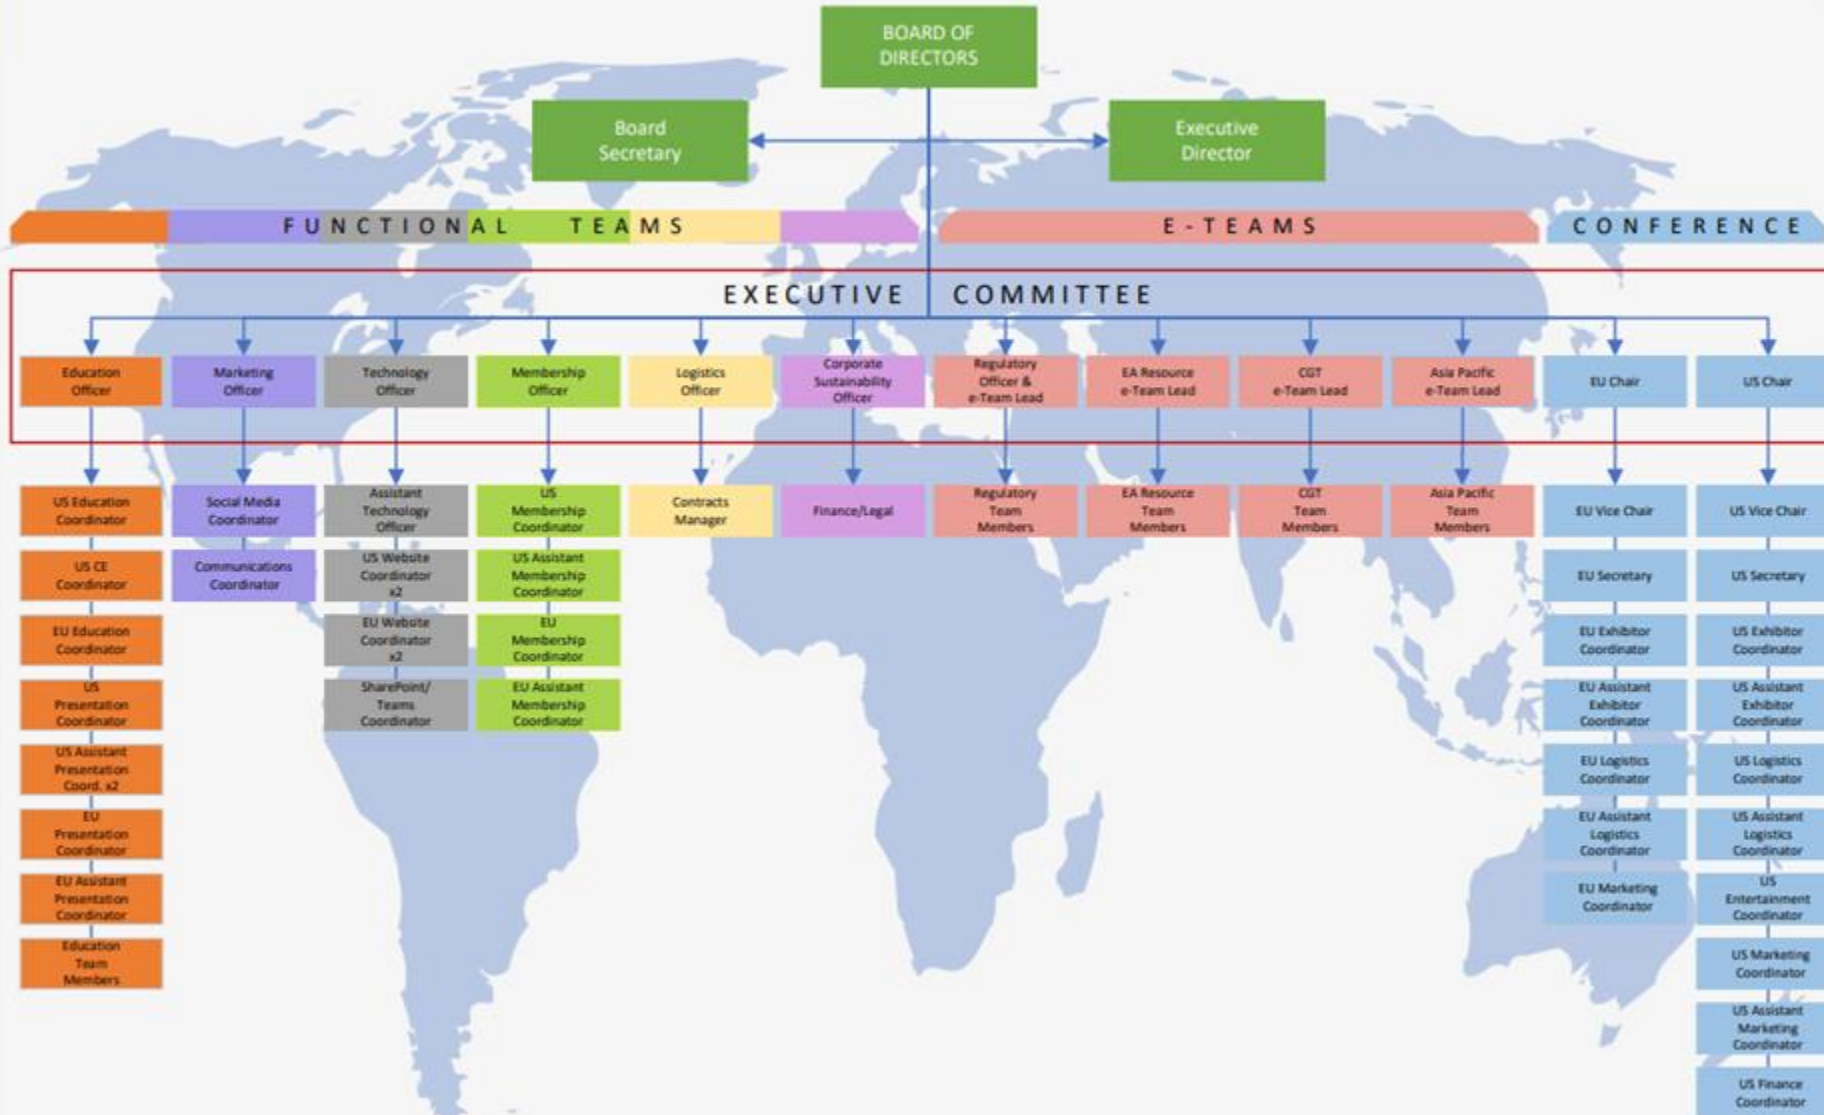 BOARD OF
DIRECTORS
Board
Secretary
Executive
Director
FUNCTIONAL TEAMS
E-TEAMS
CONFERENCE
EXECUTIVE COMMITTEE
Education
Officer
Marketing
Officer
Technology
Officer
Membership
Officer
Logistics
Officer
Corporate
Sustainability
Officer
Regulatory
Officer &
e-Team Lead
EA Resource
e-Team Lead
CGT
e-Team Lead
Asia Pacific
e-Team Lead
EU Chair
US Chair
US Education
Coordinator
US CE
Coordinator
EU Education
Coordinator
US
Presentation
Coordinator
US Assistant
Presentation
Coord. x2
EU
Presentation
Coordinator
EU Assistant
Presentation
Coordinator
Education
Team
Members
Social Media
Coordinator
Communications
Coordinator
Assistant
Technology
Officer
US Website
Coordinator
x2
EU Website
Coordinator
x2
SharePoint/
Teams
Coordinator
US
Membership
Coordinator
US Assistant
Membership
Coordinator
EU
Membership
Coordinator
EU Assistant
Membership
Coordinator
Contracts
Manager
Finance/Legal
Regulatory
Team
Members
EA Resource
Team
Members
CGT
Team
Members
Asia Pacific
Team
Members
EU Vice Chair
EU Secretary
EU Exhibitor
Coordinator
EU Assistant
Exhibitor
Coordinator
EU Logistics
Coordinator
EU Assistant
Logistics
Coordinator
EU Marketing
Coordinator
US Vice Chair
US Secretary
US Exhibitor
Coordinator
US Assistant
Exhibitor
Coordinator
US Logistics
Coordinator
US Assistant
Logistics
Coordinator
US
Entertainment
Coordinator
US Marketing
Coordinator
US Assistant
Marketing
Coordinator
US Finance
Coordinator